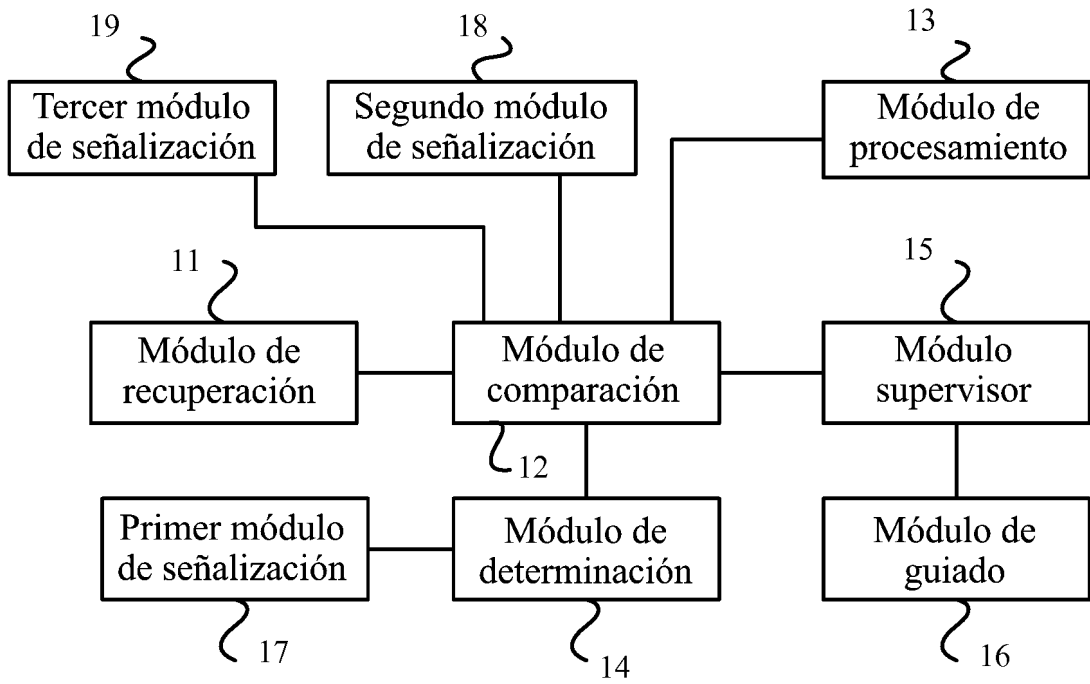 19
18
13
Tercer módulo
de señalización
Segundo módulo
de señalización
Módulo de
procesamiento
11
15
Módulo de
recuperación
Módulo de
comparación
Módulo
supervisor
12
Primer módulo
de señalización
Módulo de
determinación
Módulo de
guiado
17
14
16